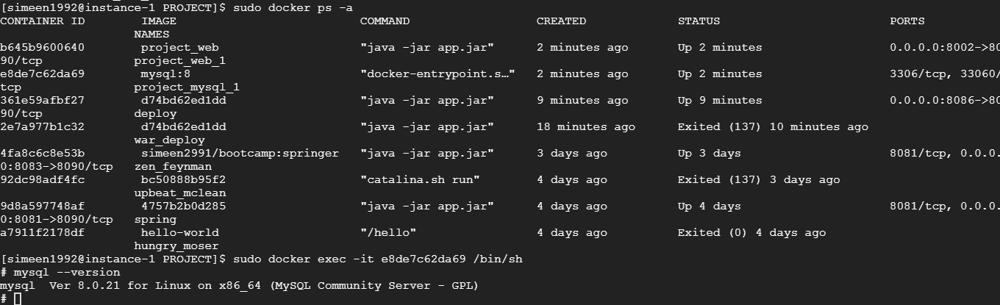 [simeen1992@instance-1 PROJECT]$ sudo docker ps -a
CONTAINER ID        IMAGE                           COMMAND                   CREATED              STATUS                          PORTS
                    NAMES
b645b9600640        project_web                     "java -jar app.jar"       2 minutes ago        Up 2 minutes                    0.0.0.0:8002->80
90/tcp              project_web_1
e8de7c62da69        mysql:8                         "docker-entrypoint.s…"    2 minutes ago        Up 2 minutes                    3306/tcp, 33060/
tcp                 project_mysql_1
361e59afbf27        d74bd62ed1dd                    "java -jar app.jar"       9 minutes ago        Up 9 minutes                    0.0.0.0:8086->80
90/tcp              deploy
2e7a977b1c32        d74bd62ed1dd                    "java -jar app.jar"       18 minutes ago       Exited (137) 10 minutes ago
                    war_deploy
4fa8c6c8e53b        simeen2991/bootcamp:springer    "java -jar app.jar"       3 days ago           Up 3 days                       8081/tcp, 0.0.0.
0:8083->8090/tcp    zen_feynman
92dc98adf4fc        bc50888b95f2                    "catalina.sh run"         4 days ago           Exited (137) 3 days ago
                    upbeat_mclean
9d8a597748af        4757b2b0d285                    "java -jar app.jar"       4 days ago           Up 4 days                       8081/tcp, 0.0.0.
0:8081->8090/tcp    spring
a7911f2178df        hello-world                     "/hello"                  4 days ago           Exited (0) 4 days ago
                    hungry_moser
[simeen1992@instance-1 PROJECT]$ sudo docker exec -it e8de7c62da69 /bin/sh
# mysql --version
mysql  Ver 8.0.21 for Linux on x86_64 (MySQL Community Server - GPL)
#